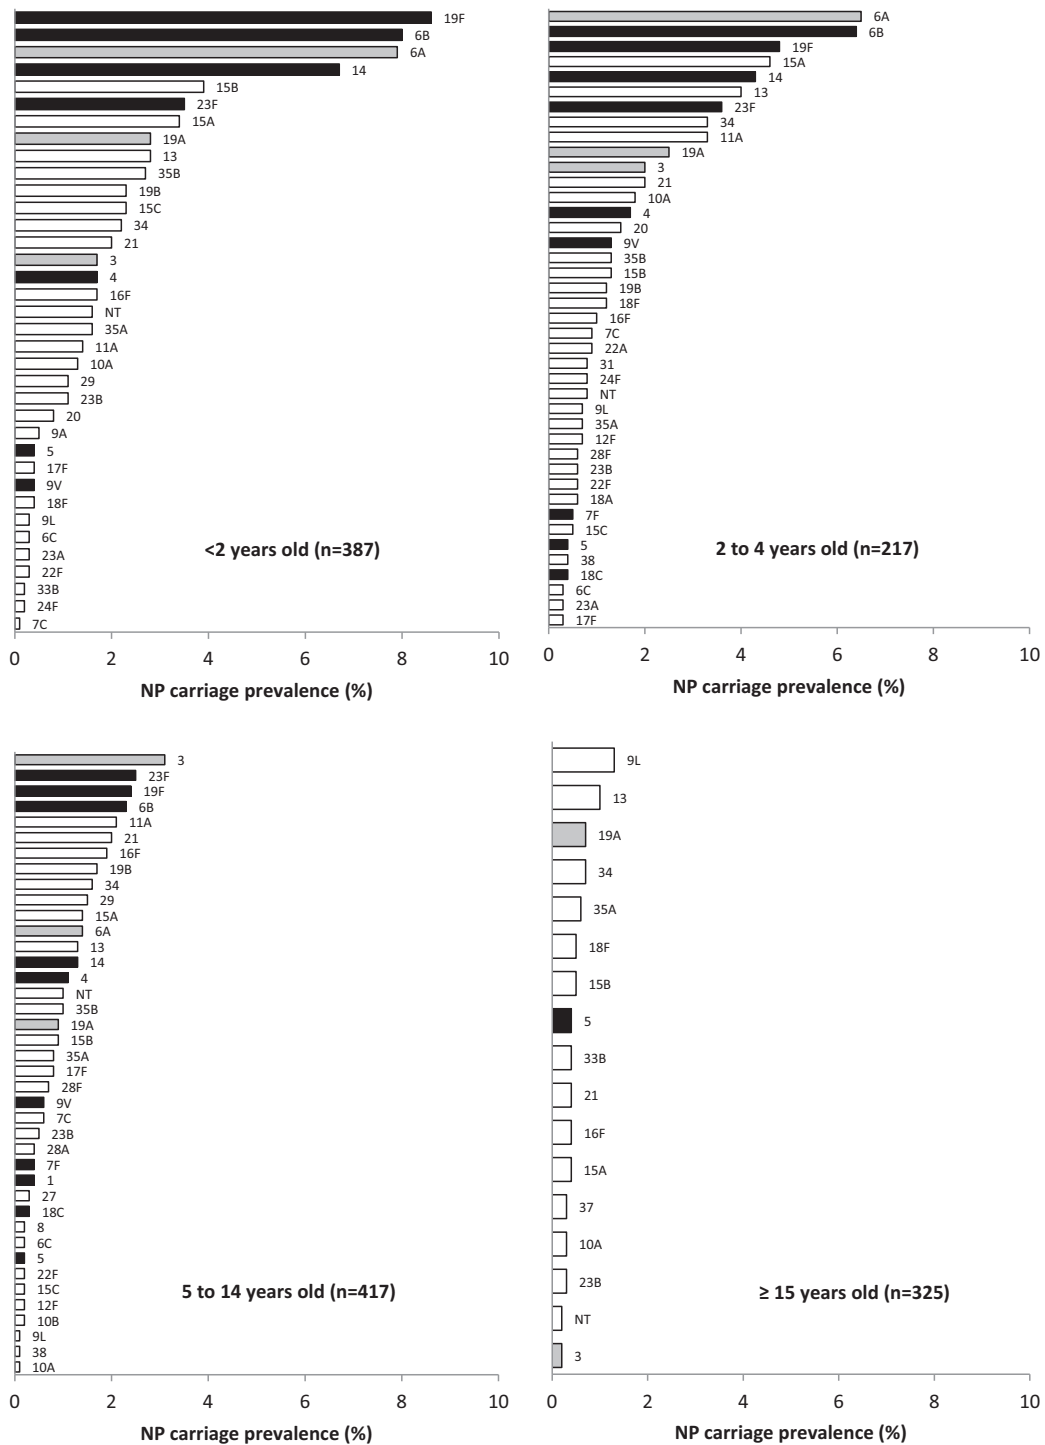 19F
6B
6A
14
15B
23F
15A
19A
13
35B
19B
15C
34
21
3
4
16F
NT
35A
11A
10A
29
23B
20
9A
5
17F
9V
18F
9L
6C
23A
22F
33B
24F
7C
<2 years old (n=387)
0 2 4 6 8 10
NP carriage prevalence (%)
6A
6B
19F
15A
14
13
23F
34
11A
19A
3
21
10A
4
20
9V
35B
15B
19B
18F
16F
7C
22A
31
24F
NT
9L
35A
12F
28F
23B
22F
18A
7F
15C
5
38
18C
6C
23A
17F
2 to 4 years old (n=217)
0 2 4 6 8 10
NP carriage prevalence (%)
3
23F
19F
6B
11A
21
16F
19B
34
29
15A
6A
13
14
4
NT
35B
19A
15B
35A
17F
28F
9V
7C
23B
28A
7F
1
27
18C
8
6C
5
22F
15C
12F
10B
9L
38
10A
5 to 14 years old (n=417)
0 2 4 6 8 10
NP carriage prevalence (%)
9L
13
19A
34
35A
18F
15B
5
33B
21
16F
15A
37
10A
23B
NT
3
≥ 15 years old (n=325)
0 2 4 6 8 10
NP carriage prevalence (%)